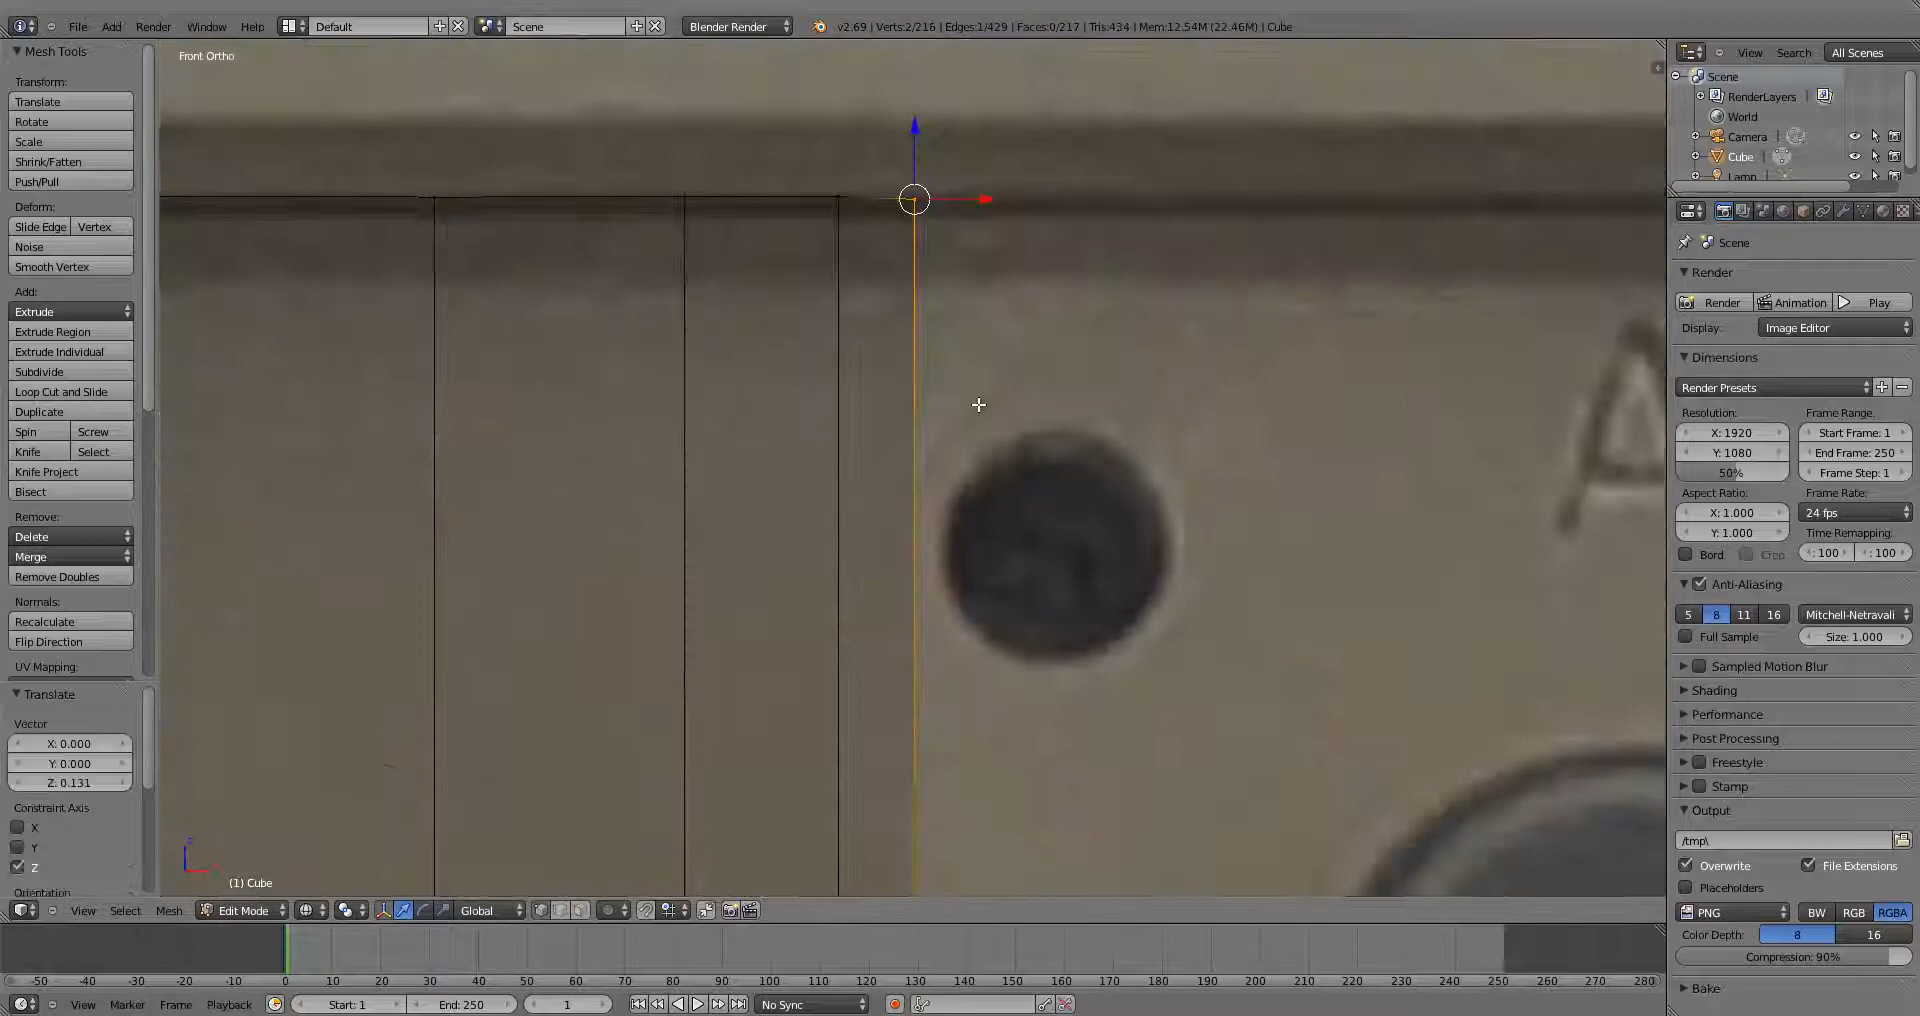 File Add Render Window Help Default Scene Blender Render v2.69 | Verts:2/216 | Edges:1/429 | Faces:0/217 | Tris:434 | Mem:12.54M (22.46M) | Cube
Mesh Tools
Transform:
Translate
Rotate
Scale
Shrink/Fatten
Push/Pull
Deform:
Slide Edge Vertex
Noise
Smooth Vertex
Add:
Extrude
Extrude Region
Extrude Individual
Subdivide
Loop Cut and Slide
Duplicate
Spin Screw
Knife Select
Knife Project
Bisect
Remove:
Delete
Merge
Remove Doubles
Normals:
Recalculate
Flip Direction
UV Mapping:
Translate
Vector
X: 0.000
Y: 0.000
Z: 0.131
Constraint Axis
X
Y
Z
Orientation
Front Ortho
A
(1) Cube
View Select Mesh Edit Mode Global
View Search All Scenes
Scene
RenderLayers
World
Camera
Cube
Lamp
Scene
Render
Render Animation Play
Display: Image Editor
Dimensions
Render Presets
Resolution: Frame Range:
X: 1920 Start Frame: 1
Y: 1080 End Frame: 250
50% Frame Step: 1
Aspect Ratio: Frame Rate:
X: 1.000 24 fps
Y: 1.000 Time Remapping:
Bord Crop : 100 : 100
Anti-Aliasing
5 8 11 16 Mitchell-Netravali
Full Sample Size: 1.000
Sampled Motion Blur
Shading
Performance
Post Processing
Freestyle
Stamp
Output
/tmp\
Overwrite File Extensions
Placeholders
PNG BW RGB RGBA
Color Depth: 8 16
Compression: 90%
Bake
-50 -40 -30 -20 -10 0 10 20 30 40 50 60 70 80 90 100 110 120 130 140 150 160 170 180 190 200 210 220 230 240 250 260 270 280
View Marker Frame Playback Start: 1 End: 250 1 No Sync